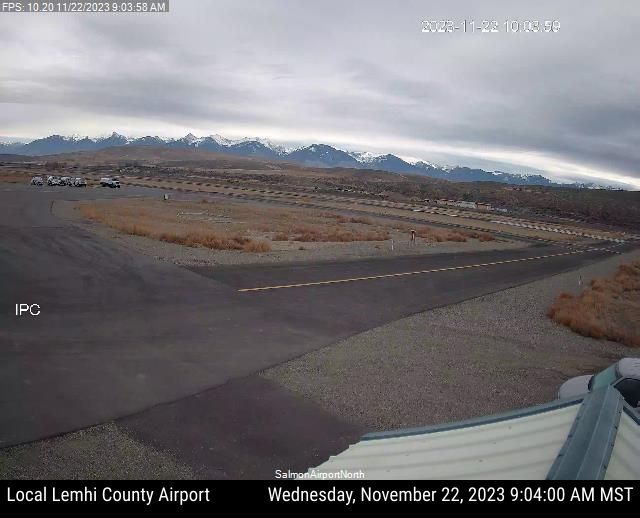 FPS: 10.20 11/22/2023 9:03:58 AM
2023-11-22 10:03:59
IPC
SalmonAirportNorth
Local Lemhi County Airport
Wednesday, November 22, 2023 9:04:00 AM MST